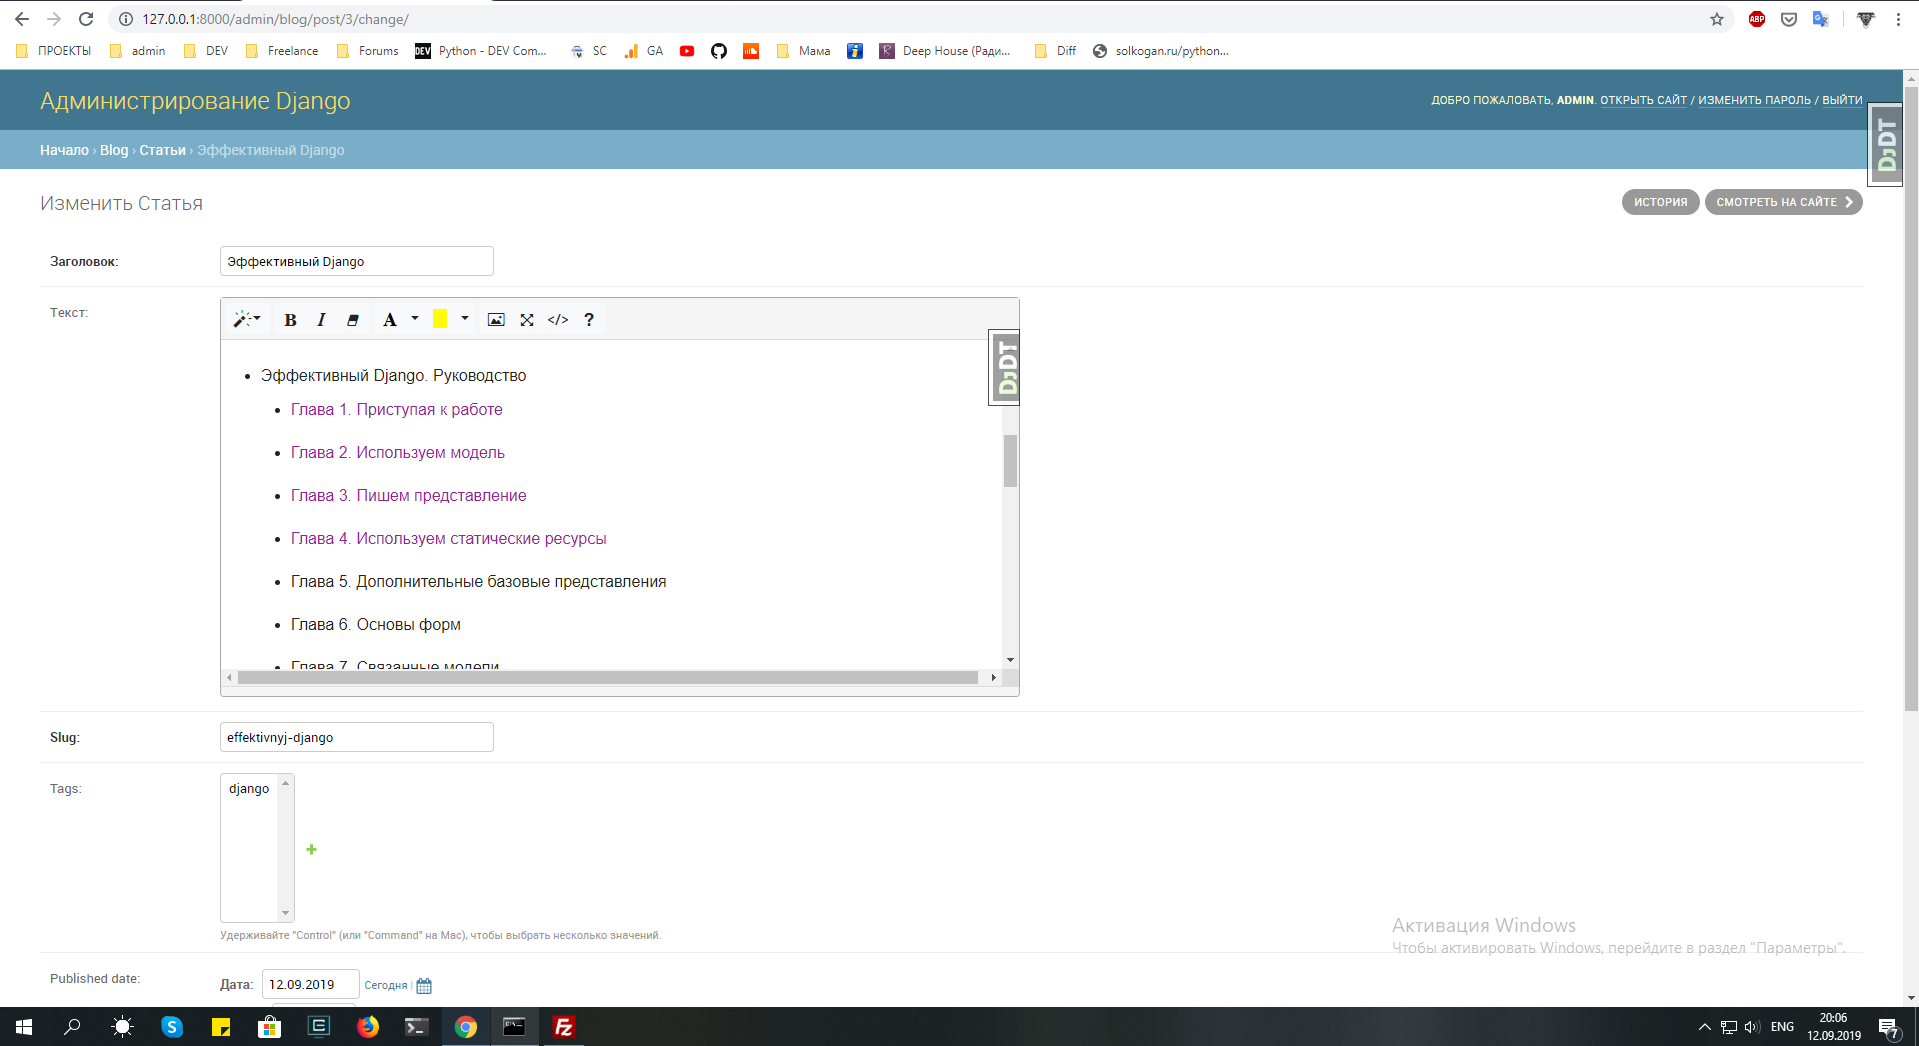 127.0.0.1:8000/admin/blog/post/3/change/
ABP
ПРОЕКТЫ admin DEV Freelance Forums DEV Python - DEV Com... SC GA Мама R Deep House (Ради... Diff solkogan.ru/python...
Администрирование Django
ДОБРО ПОЖАЛОВАТЬ, ADMIN. ОТКРЫТЬ САЙТ / ИЗМЕНИТЬ ПАРОЛЬ / ВЫЙТИ
DjDT
Начало › Blog › Статьи › Эффективный Django
Изменить Статья
ИСТОРИЯ
СМОТРЕТЬ НА САЙТЕ
Заголовок:
Эффективный Django
Текст:
B I A </> ?
DjDT
Эффективный Django. Руководство
Глава 1. Приступая к работе
Глава 2. Используем модель
Глава 3. Пишем представление
Глава 4. Используем статические ресурсы
Глава 5. Дополнительные базовые представления
Глава 6. Основы форм
Глава 7. Связанные модели
Slug:
effektivnyj-django
Tags:
django
Удерживайте "Control" (или "Command" на Mac), чтобы выбрать несколько значений.
Активация Windows
Чтобы активировать Windows, перейдите в раздел "Параметры".
Published date:
Дата: 12.09.2019 Сегодня |
ENG
20:06
12.09.2019
7